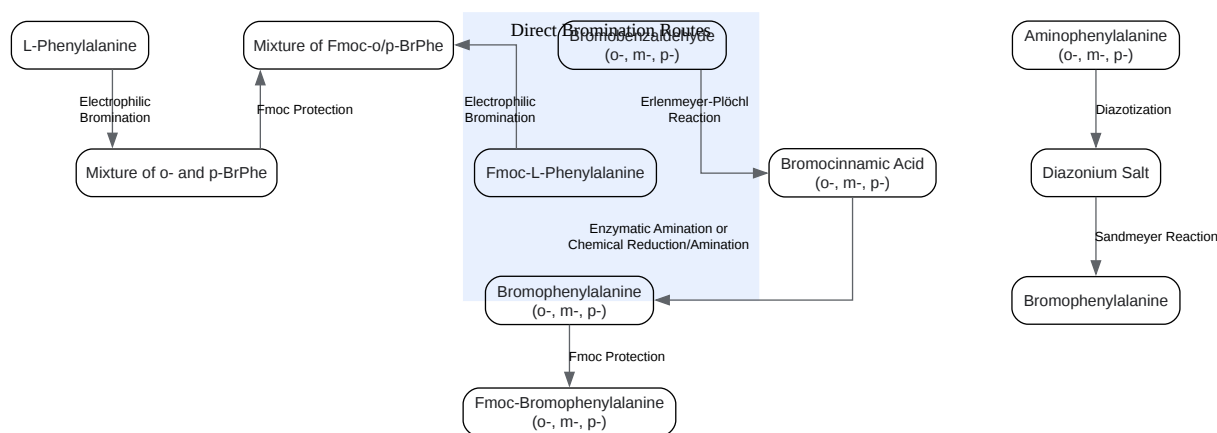 Direct Bromination Routes
L-Phenylalanine
Mixture of Fmoc-o/p-BrPhe
Bromobenzaldehyde
(o-, m-, p-)
Aminophenylalanine
(o-, m-, p-)
Electrophilic
Bromination
Fmoc Protection
Electrophilic
Bromination
Erlenmeyer-Plöchl
Reaction
Diazotization
Mixture of o- and p-BrPhe
Fmoc-L-Phenylalanine
Bromocinnamic Acid
(o-, m-, p-)
Diazonium Salt
Enzymatic Amination or
Chemical Reduction/Amination
Sandmeyer Reaction
Bromophenylalanine
(o-, m-, p-)
Bromophenylalanine
Fmoc Protection
Fmoc-Bromophenylalanine
(o-, m-, p-)